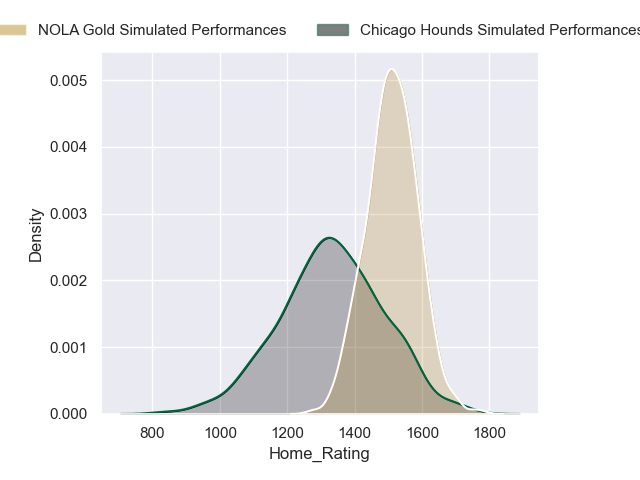 NOLA Gold Simulated Performances
Chicago Hounds Simulated Performances
0.005
0.004
0.003
0.002
0.001
0.000
Density
800 1000 1200 1400 1600 1800
Home_Rating